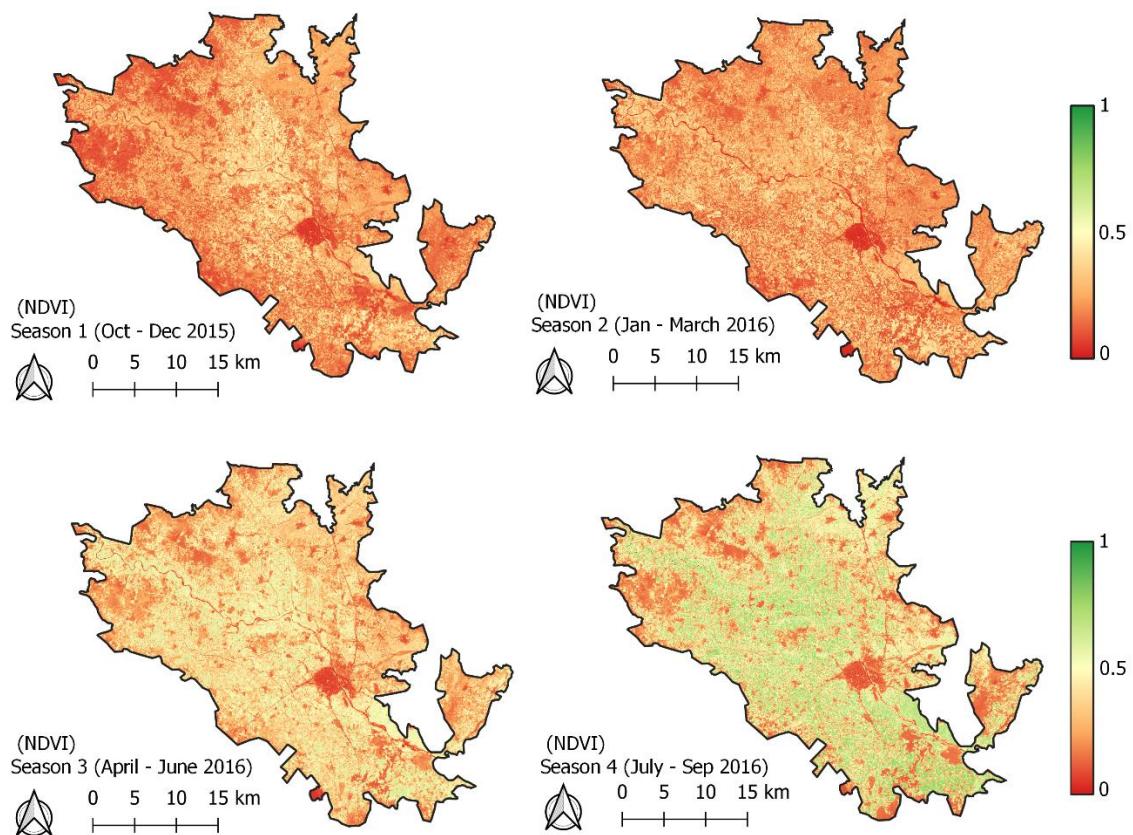 (NDVI)
Season 1 (Oct - Dec 2015)
0 5 10 15 km
(NDVI)
Season 2 (Jan - March 2016)
0 5 10 15 km
1
0.5
0
(NDVI)
Season 3 (April - June 2016)
0 5 10 15 km
(NDVI)
Season 4 (July - Sep 2016)
0 5 10 15 km
1
0.5
0